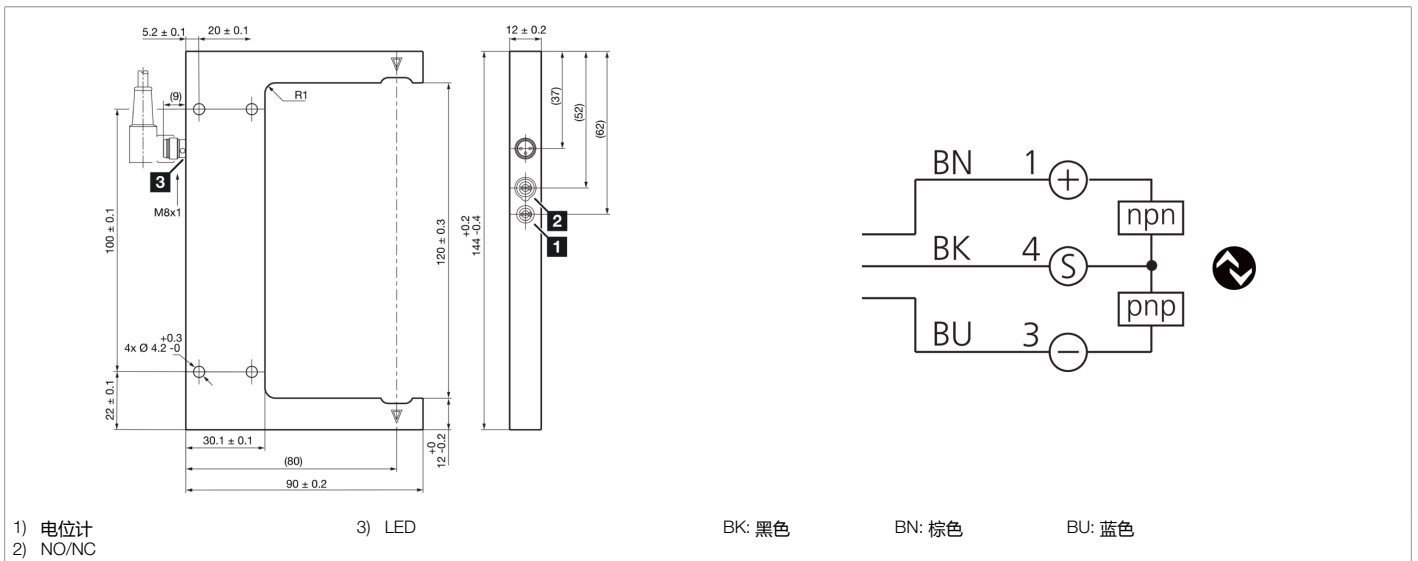 5.2 ± 0.1
20 ± 0.1
12 ± 0.2
(9)
R1
(37)
(52)
(62)
3
M8x1
2
1
100 ± 0.1
120 ± 0.3
+0.2
144 -0.4
+0.3
4x Ø 4.2 -0
22 ± 0.1
30.1 ± 0.1
+0
12 -0.2
(80)
90 ± 0.2
BN 1 +
npn
BK 4 S
pnp
BU 3 −
1) 电位计
2) NO/NC
3) LED
BK: 黑色
BN: 棕色
BU: 蓝色